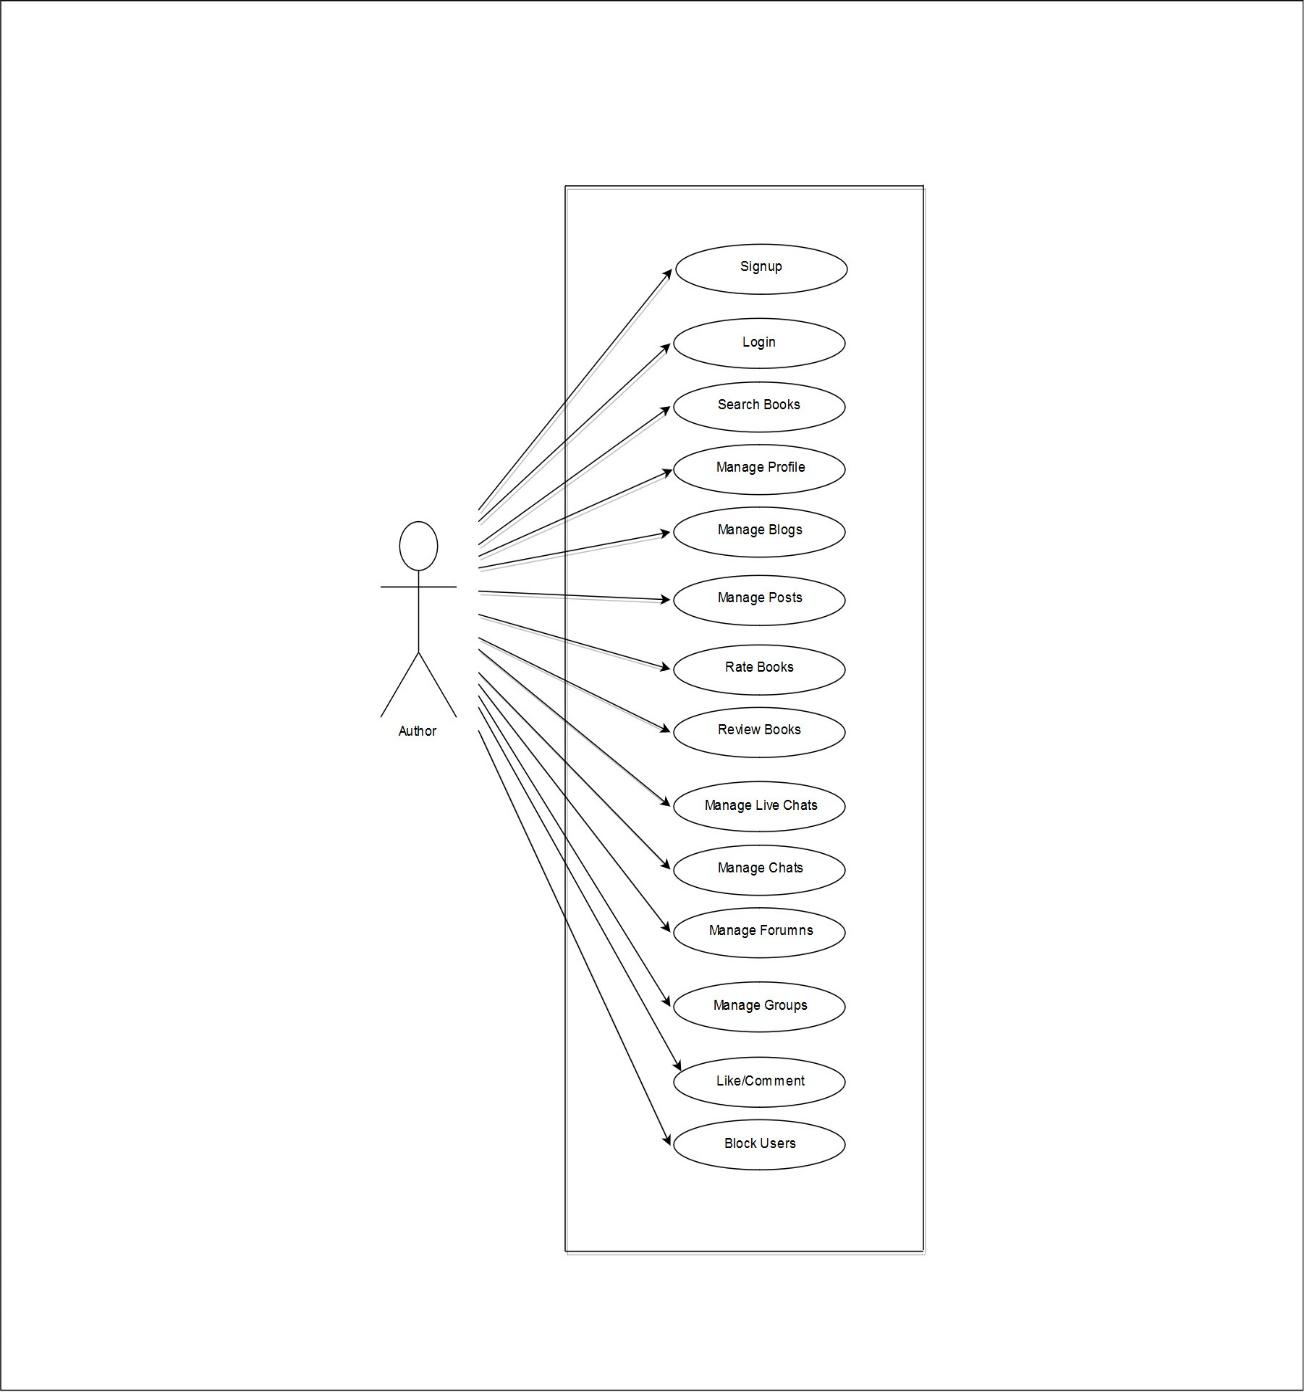 Signup
Login
Search Books
Manage Profile
Manage Blogs
Manage Posts
Rate Books
Review Books
Author
Manage Live Chats
Manage Chats
Manage Forumns
Manage Groups
Like/Comment
Block Users